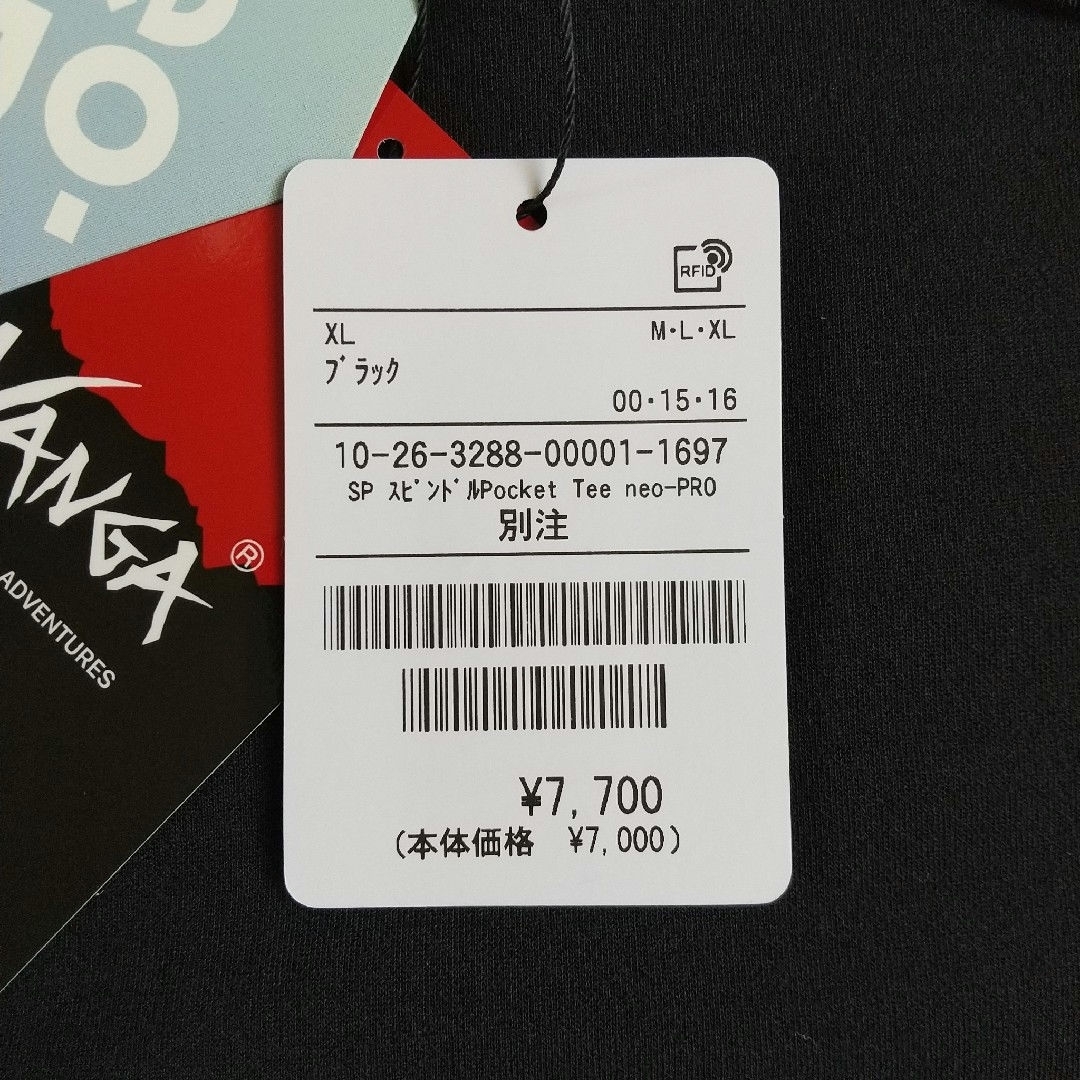 O.
ANGA®
ADVENTURES
RFID
XL M・L・XL
ﾌﾞﾗｯｸ
00・15・16
10-26-3288-00001-1697
SP ｽﾋﾟﾝﾄﾞﾙPocket Tee neo-PRO
別注
¥7,700
(本体価格 ¥7,000)